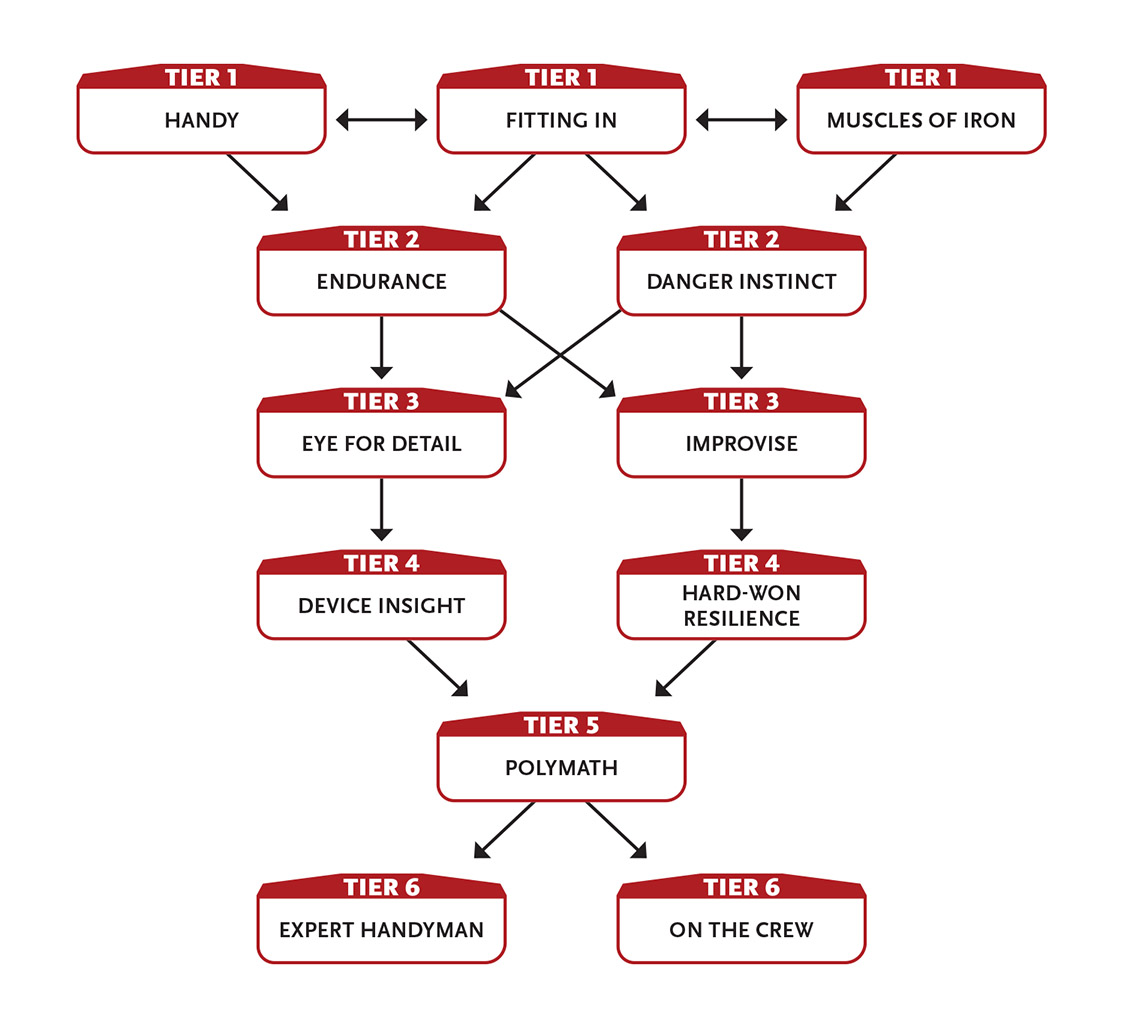 TIER 1
HANDY
TIER 1
FITTING IN
TIER 1
MUSCLES OF IRON
TIER 2
ENDURANCE
TIER 2
DANGER INSTINCT
TIER 3
EYE FOR DETAIL
TIER 3
IMPROVISE
TIER 4
DEVICE INSIGHT
TIER 4
HARD-WON
RESILIENCE
TIER 5
POLYMATH
TIER 6
EXPERT HANDYMAN
TIER 6
ON THE CREW